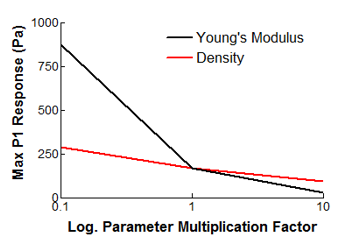 1000
Young's Modulus
Density
750
500
250
0
0.1
1
10
Max P1 Response (Pa)
Log. Parameter Multiplication Factor